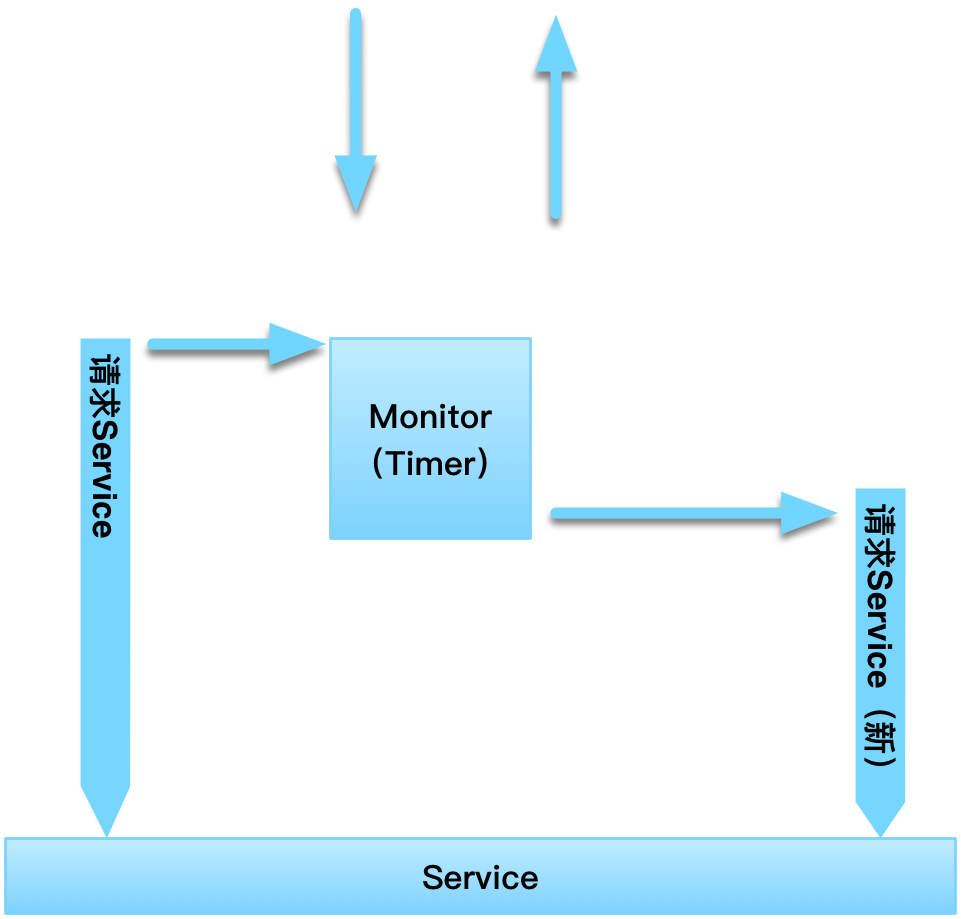 请求Service
Monitor
（Timer）
请求Service（新）
Service